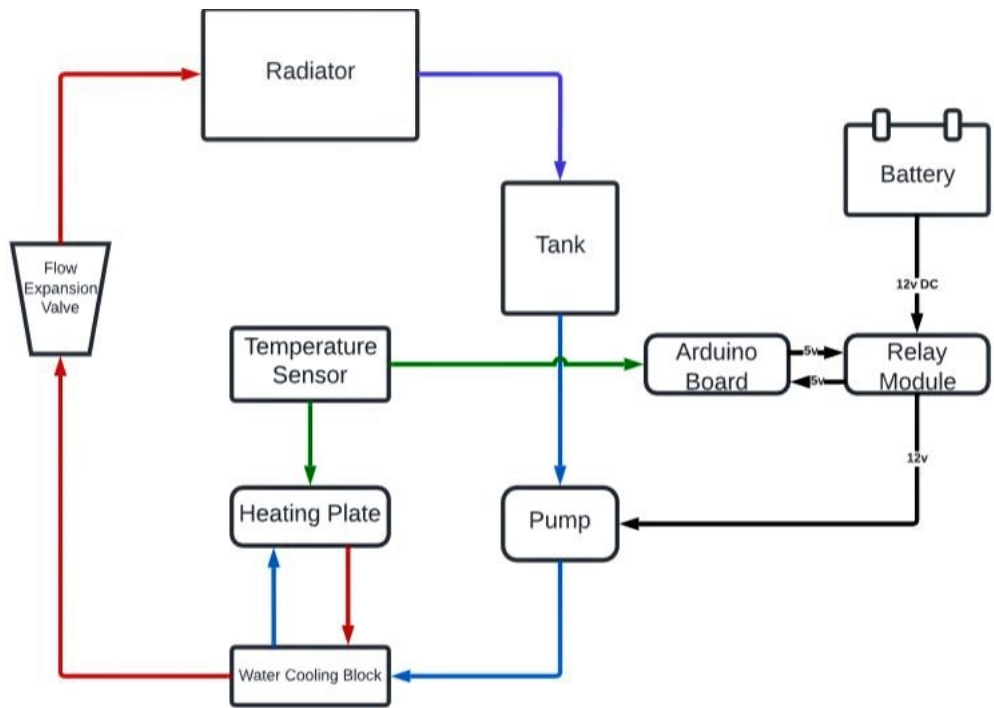 Radiator
Battery
Tank
Flow
Expansion
Valve
12v DC
Temperature
Sensor
Arduino
Board
5v
5v
Relay
Module
12v
Heating Plate
Pump
Water Cooling Block